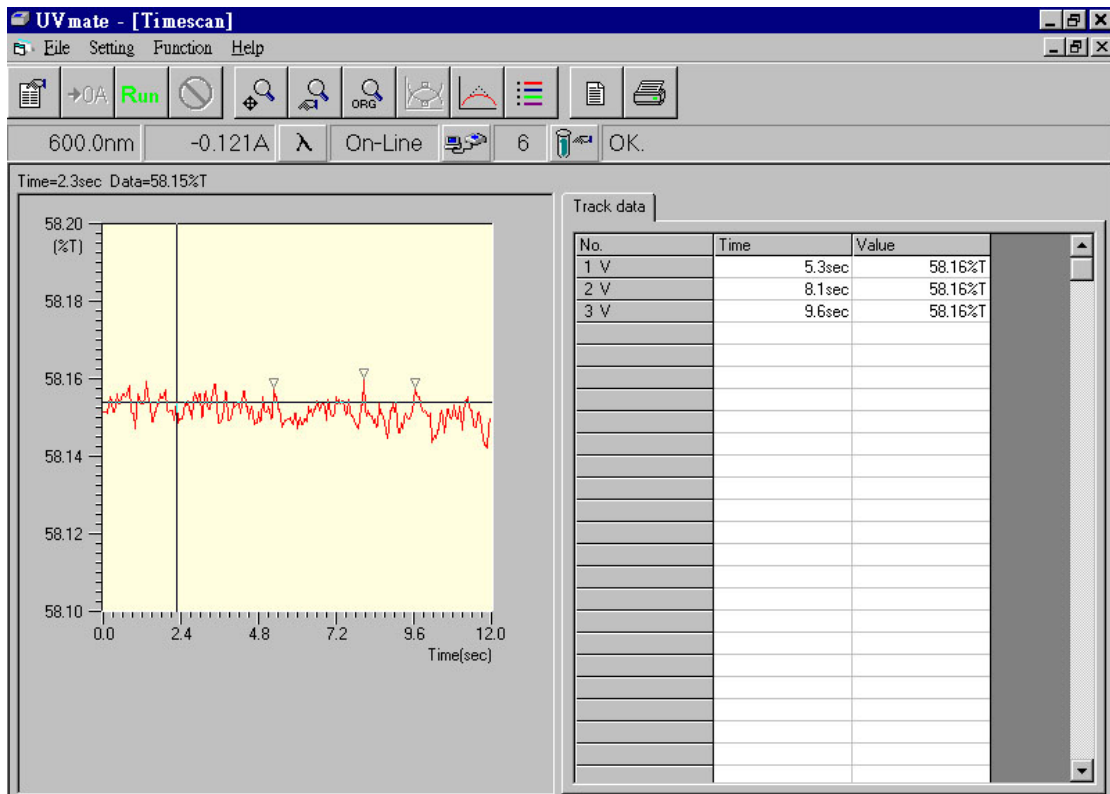 UVmate - [Timescan]
Eile Setting Function Help
→0A Run ORG
600.0nm -0.121A λ On-Line 6 OK.
Time=2.3sec Data=58.15%T
58.20
(%T)
58.18
58.16
58.14
58.12
58.10
0.0 2.4 4.8 7.2 9.6 12.0
Time(sec)
Track data
No. Time Value
1 V 5.3sec 58.16%T
2 V 8.1sec 58.16%T
3 V 9.6sec 58.16%T